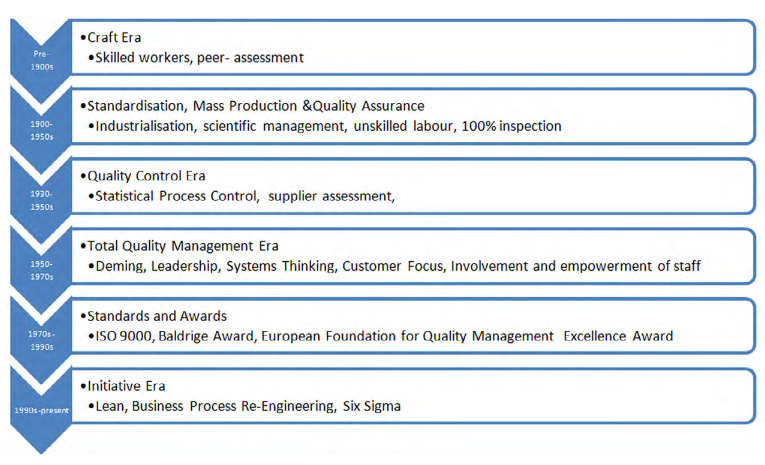 Pre-
1900s
•Craft Era
•Skilled workers, peer- assessment
1900-
1950s
•Standardisation, Mass Production &Quality Assurance
•Industrialisation, scientific management, unskilled labour, 100% inspection
1930-
1950s
•Quality Control Era
•Statistical Process Control, supplier assessment,
1950-
1970s
•Total Quality Management Era
•Deming, Leadership, Systems Thinking, Customer Focus, Involvement and empowerment of staff
1970s-
1990s
•Standards and Awards
•ISO 9000, Baldrige Award, European Foundation for Quality Management Excellence Award
1990s-present
•Initiative Era
•Lean, Business Process Re-Engineering, Six Sigma